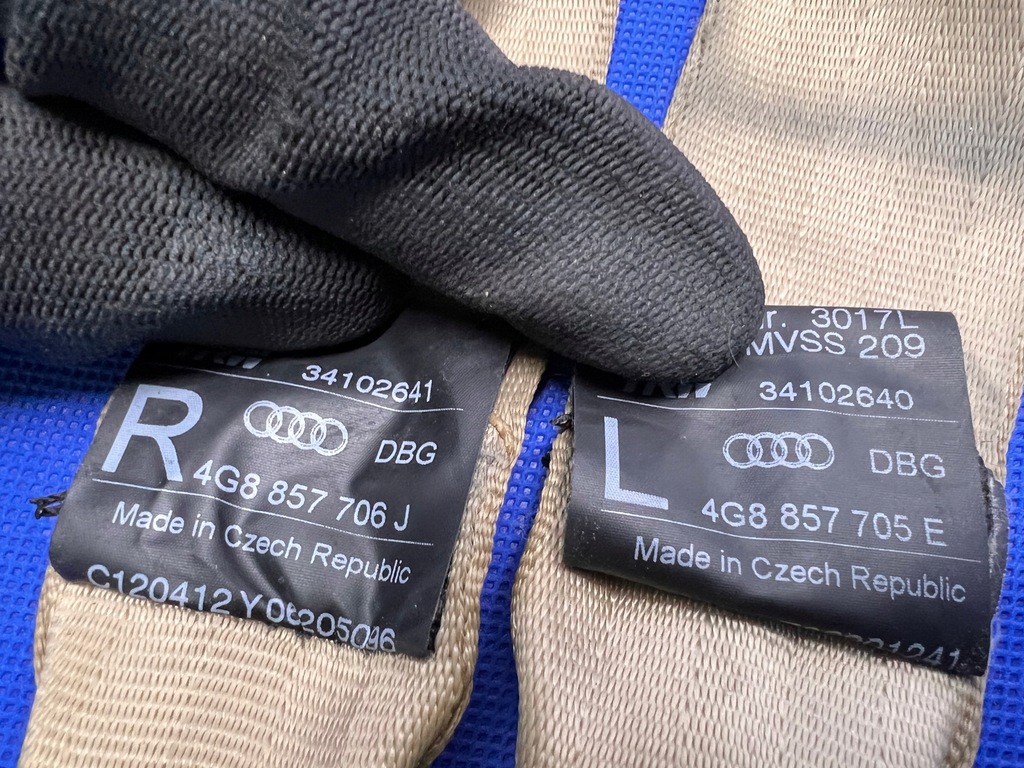 34102641
R
DBG
4G8 857 706 J
Made in Czech Republic
3017L
MVSS 209
TRW 34102640
L
DBG
4G8 857 705 E
Made in Czech Republic